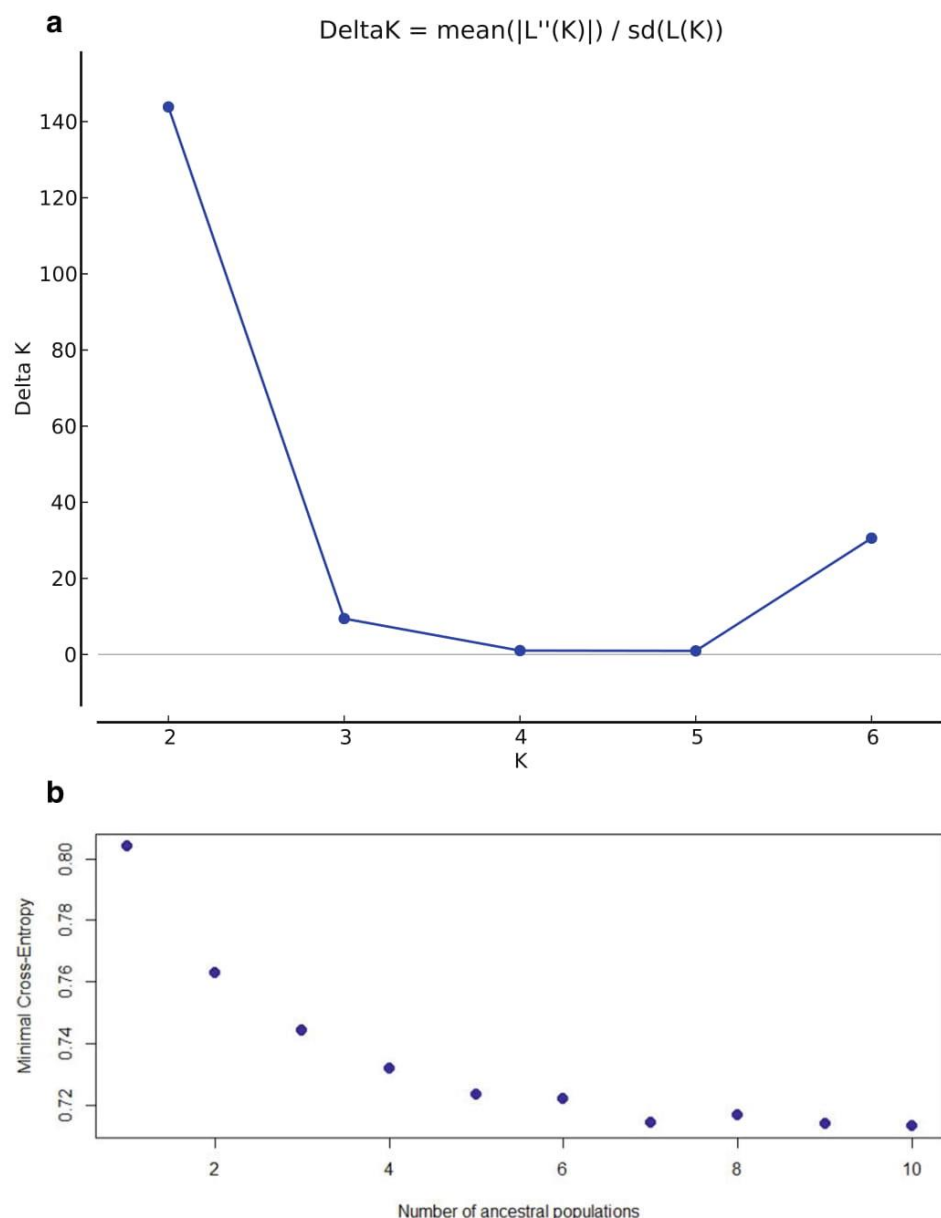 a
DeltaK = mean(|L''(K)|) / sd(L(K))
140
120
100
80
60
40
20
0
Delta K
2 3 4 5 6
K
b
0.80
0.78
0.76
0.74
0.72
Minimal Cross-Entropy
2 4 6 8 10
Number of ancestral populations